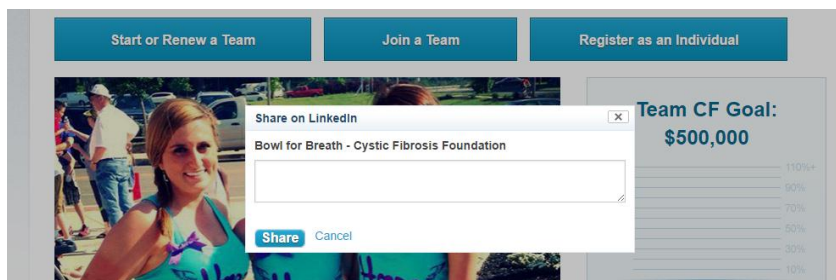 Start or Renew a Team
Join a Team
Register as an Individual
Share on LinkedIn
Team CF Goal:
Bowl for Breath - Cystic Fibrosis Foundation
$500,000
110%+
90%
70%
50%
Share Cancel
30%
10%